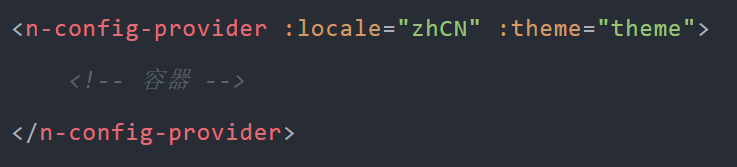 <n-config-provider :locale="zhCN" :theme="theme">
<!-- 容器 -->
</n-config-provider>